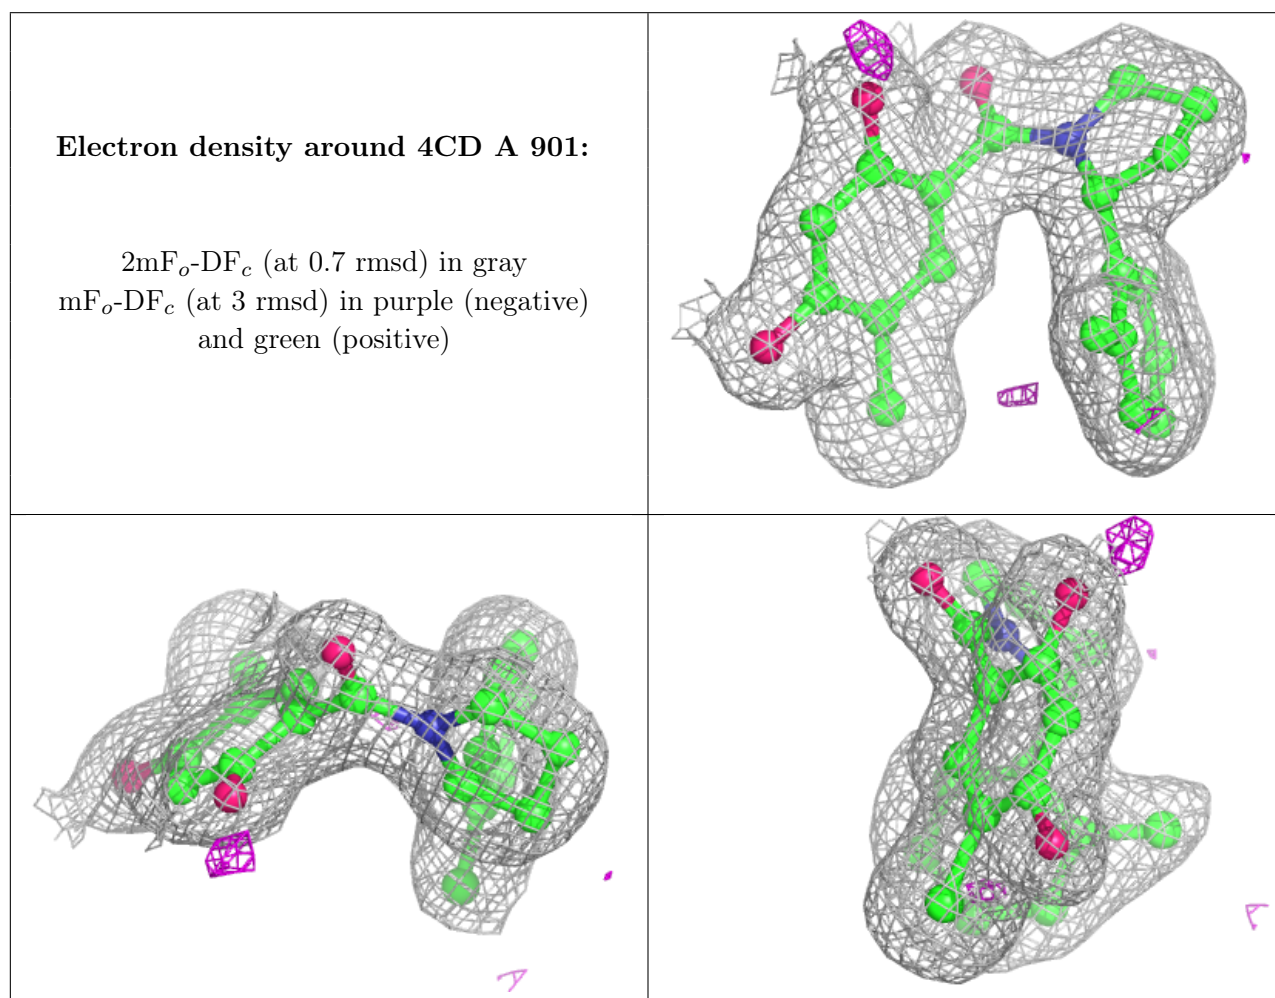 Electron density around 4CD A 901:
2mFo-DFc (at 0.7 rmsd) in gray
mFo-DFc (at 3 rmsd) in purple (negative)
and green (positive)